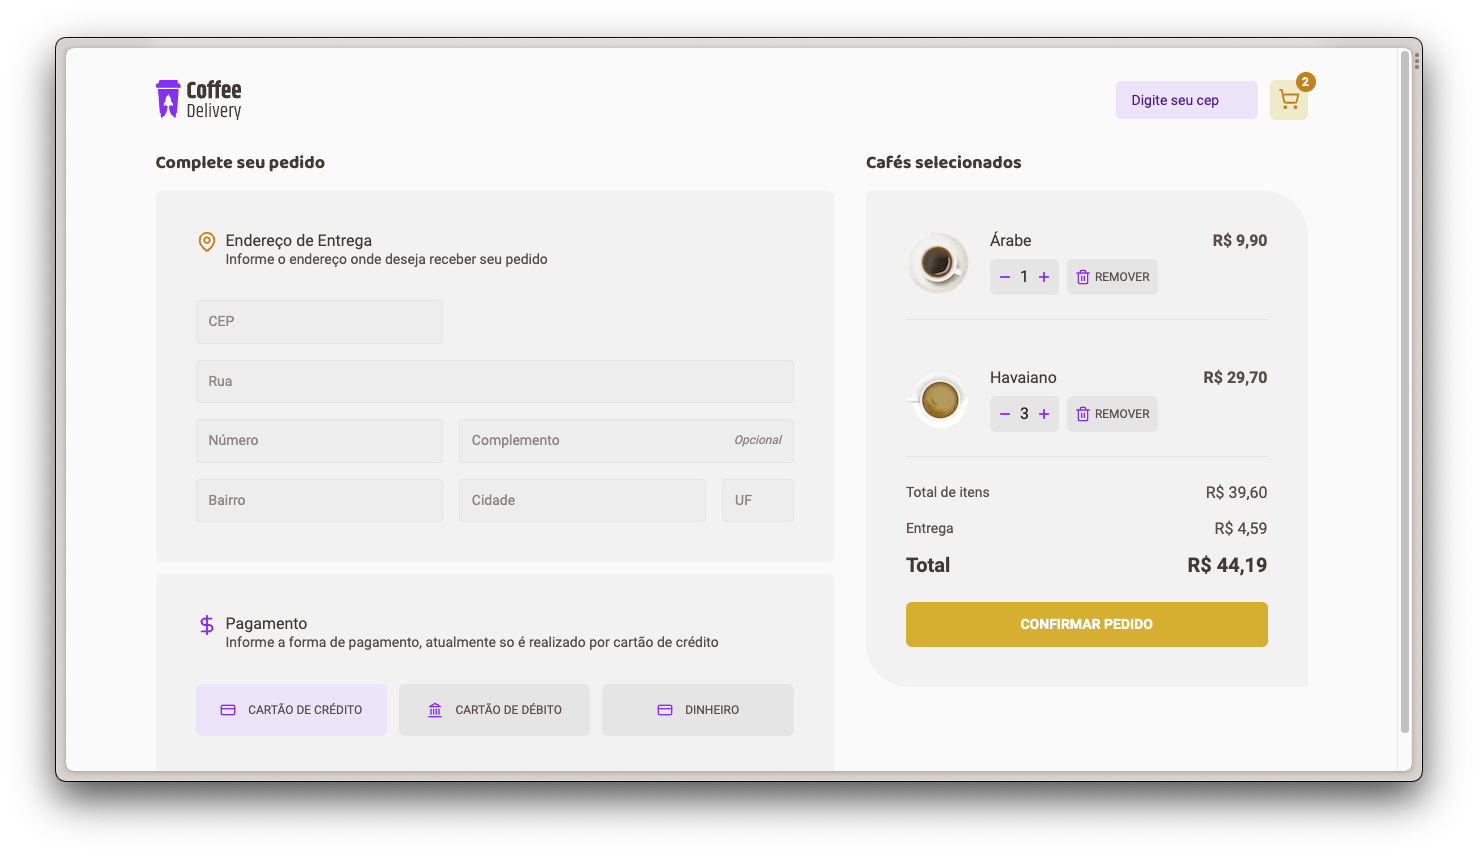 Coffee
Delivery
Digite seu cep
2
Complete seu pedido
Endereço de Entrega
Informe o endereço onde deseja receber seu pedido
CEP
Rua
Número
Complemento
Opcional
Bairro
Cidade
UF
Pagamento
Informe a forma de pagamento, atualmente so é realizado por cartão de crédito
CARTÃO DE CRÉDITO
CARTÃO DE DÉBITO
DINHEIRO
Cafés selecionados
Árabe
R$ 9,90
1
REMOVER
Havaiano
R$ 29,70
3
REMOVER
Total de itens
R$ 39,60
Entrega
R$ 4,59
Total
R$ 44,19
CONFIRMAR PEDIDO